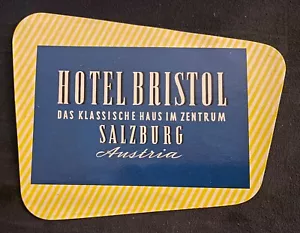 HOTEL BRISTOL
DAS KLASSISCHE HAUS IM ZENTRUM
SALZBURG
Austria